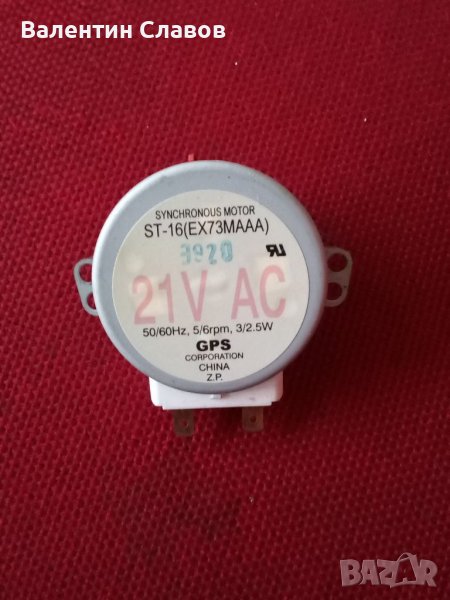 Валентин Славов
SYNCHRONOUS MOTOR
ST-16(EX73MAAA)
3920
21V AC
50/60Hz, 5/6rpm, 3/2.5W
GPS
CORPORATION
CHINA
Z.P.
BAZAR